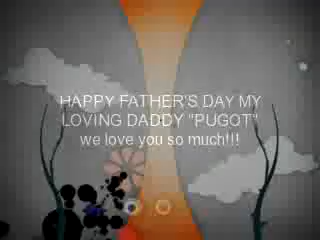 HAPPY FATHER'S DAY MY
LOVING DADDY "PUGOT"
we love you so much!!!